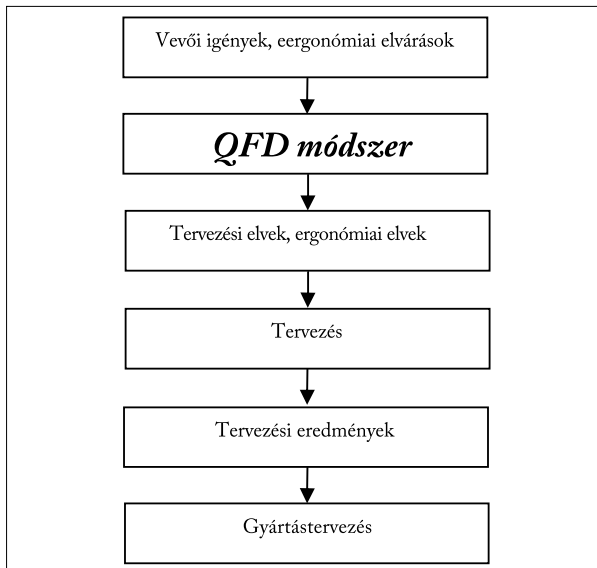 Vevői igények, eergonómiai elvárások
QFD módszer
Tervezési elvek, ergonómiai elvek
Tervezés
Tervezési eredmények
Gyártástervezés